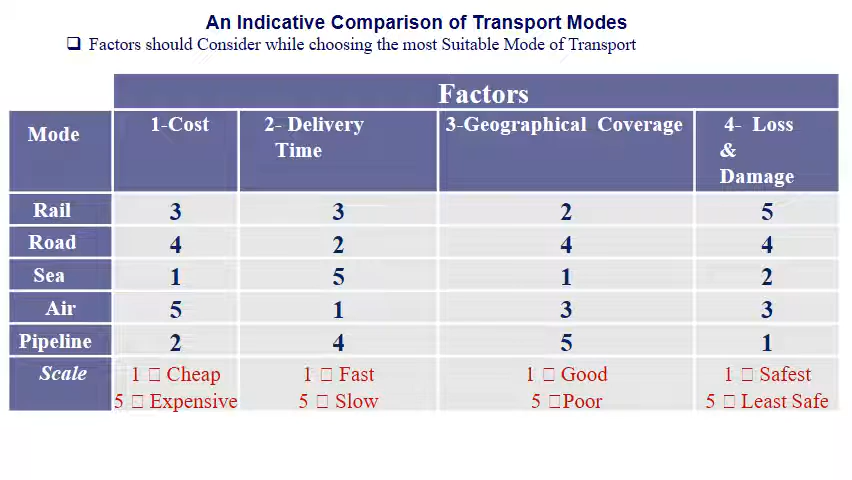 An Indicative Comparison of Transport Modes
❑ Factors should Consider while choosing the most Suitable Mode of Transport
Factors
Mode 1-Cost 2- Delivery Time 3-Geographical Coverage 4- Loss & Damage
Rail 3 3 2 5
Road 4 2 4 4
Sea 1 5 1 2
Air 5 1 3 3
Pipeline 2 4 5 1
Scale 1 □ Cheap 1 □ Fast 1 □ Good 1 □ Safest
5 □ Expensive 5 □ Slow 5 □Poor 5 □ Least Safe